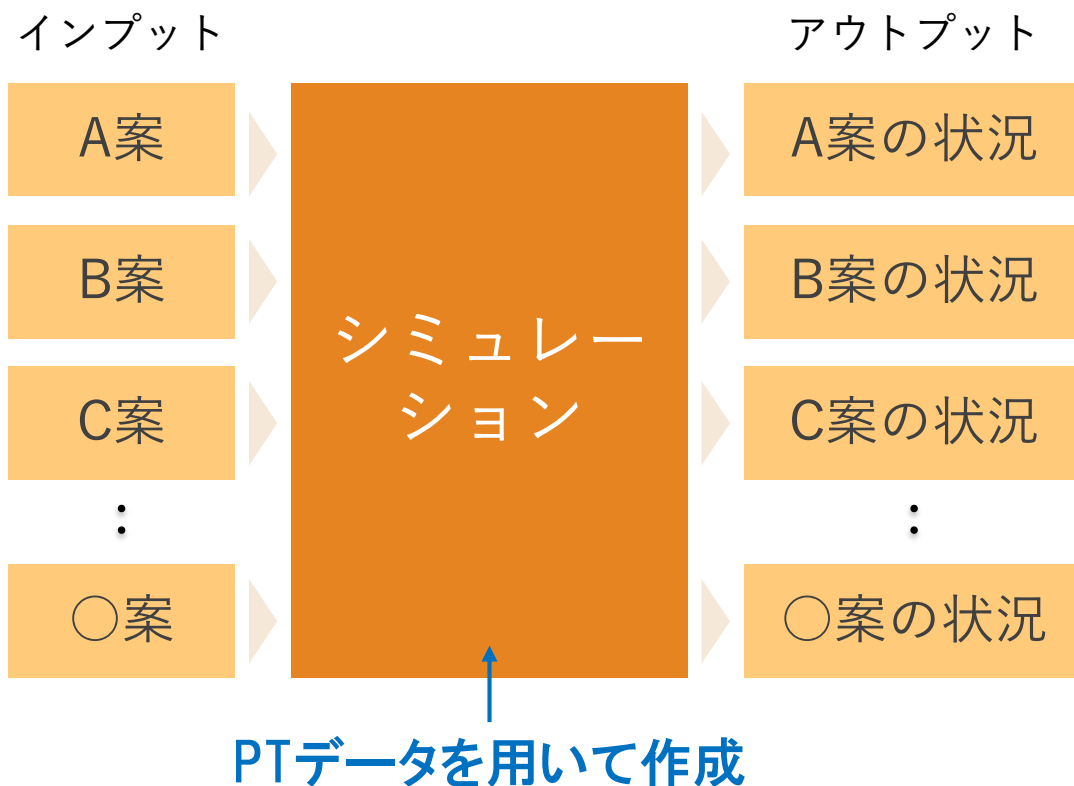 インプット
アウトプット
A案
A案の状況
B案
B案の状況
シミュレー
ション
C案
C案の状況
：
：
〇案
〇案の状況
PTデータを用いて作成